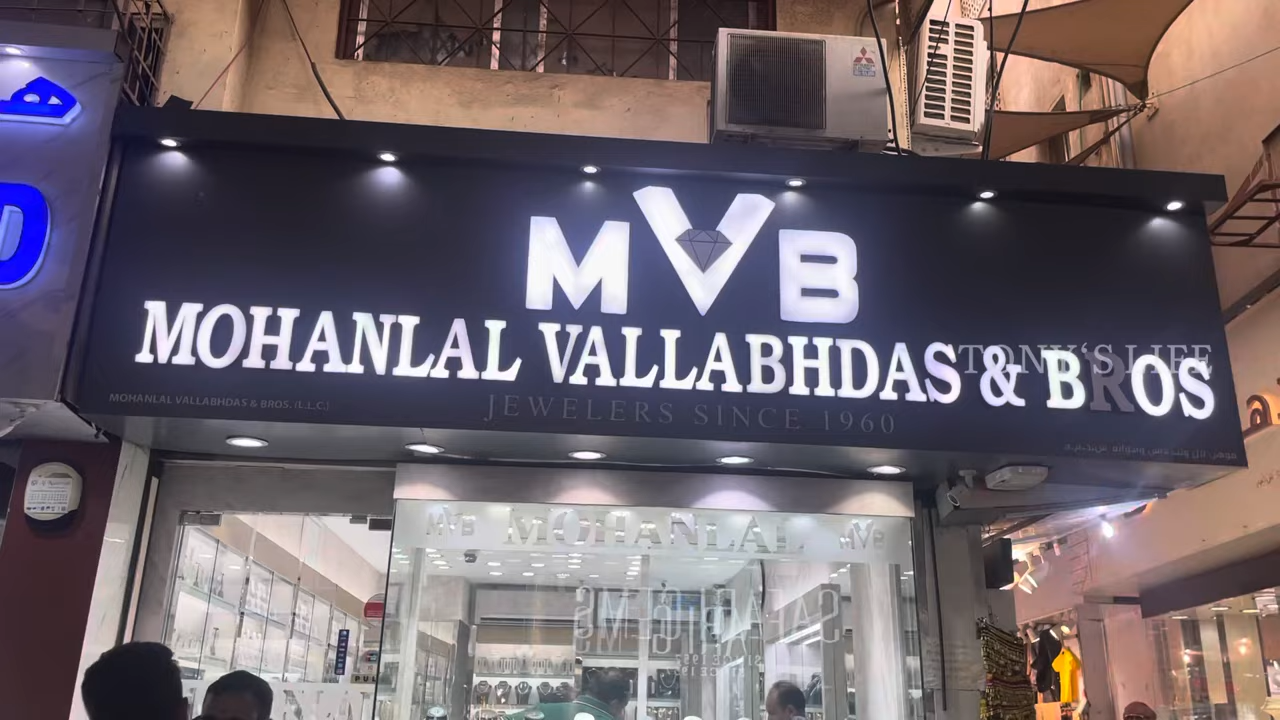 MVB
MOHANLAL VALLABHDAS & BROS
TONY'S LIFE
JEWELERS SINCE 1960
MOHANLAL VALLABHDAS & BROS. (L.L.C.)
MVB MOHANLAL MVB